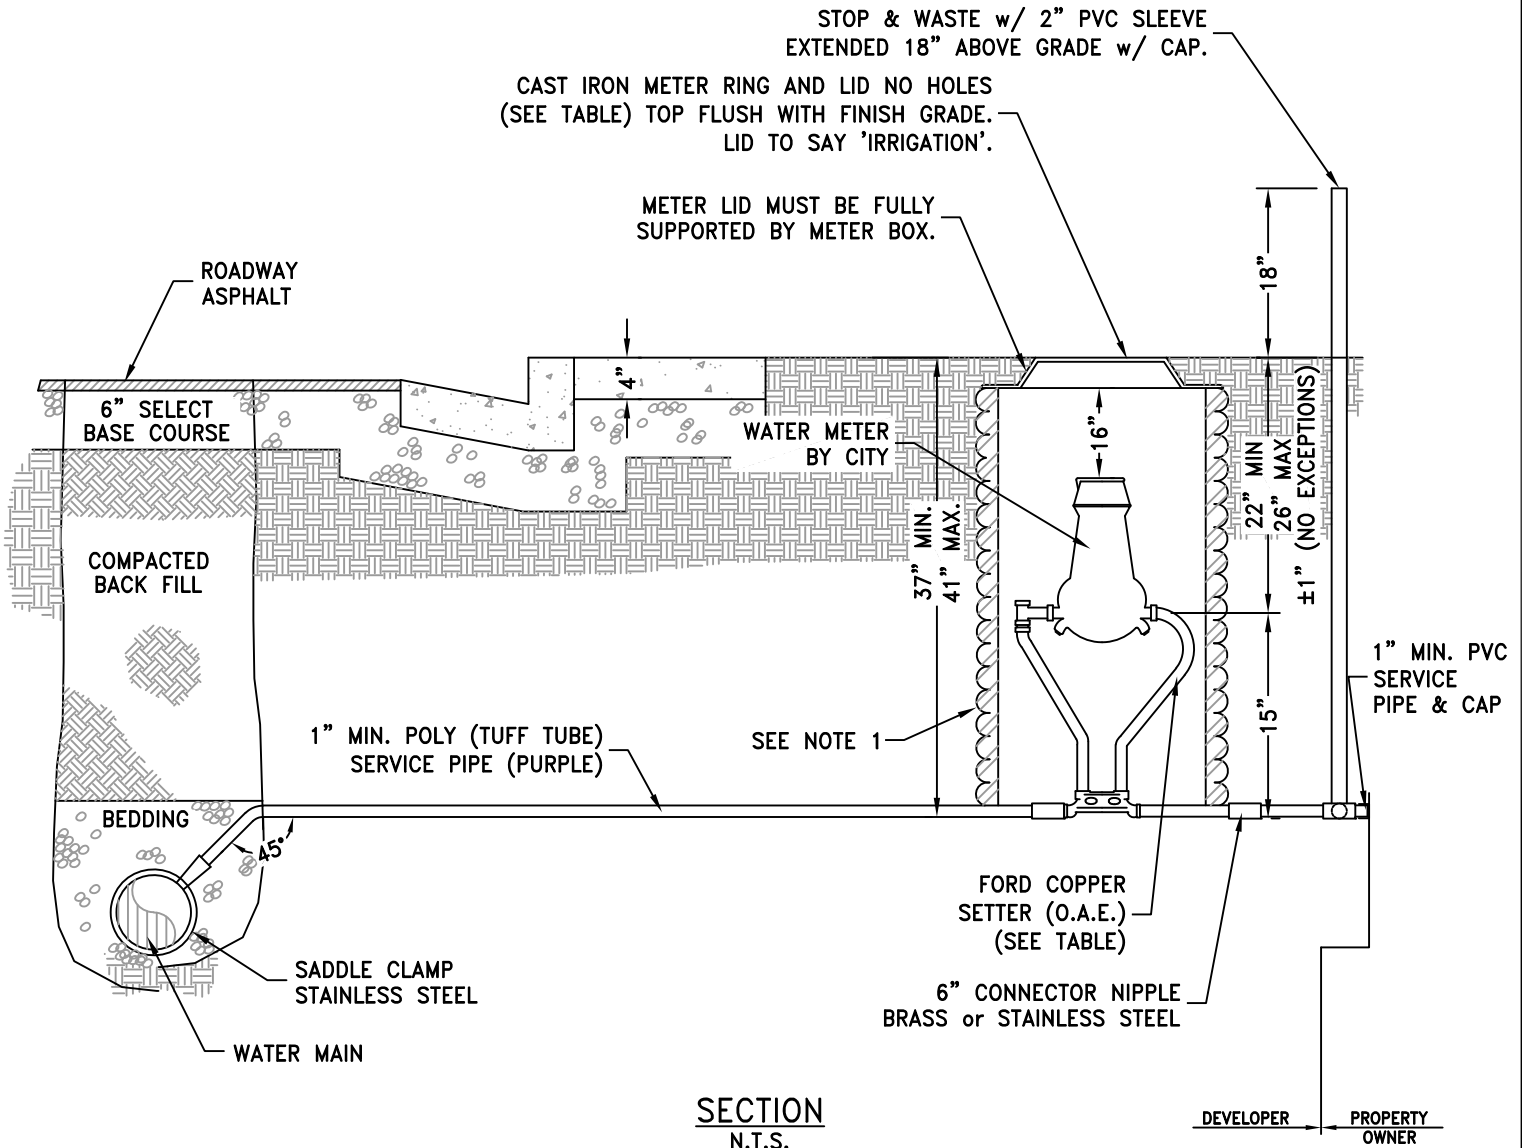 STOP & WASTE w/ 2" PVC SLEEVE
EXTENDED 18" ABOVE GRADE w/ CAP.
CAST IRON METER RING AND LID NO HOLES
(SEE TABLE) TOP FLUSH WITH FINISH GRADE.
LID TO SAY 'IRRIGATION'.
METER LID MUST BE FULLY
SUPPORTED BY METER BOX.
ROADWAY
ASPHALT
18"
4"
6" SELECT
BASE COURSE
WATER METER
BY CITY
16"
22" MIN
26" MAX
±1" (NO EXCEPTIONS)
37" MIN.
41" MAX.
COMPACTED
BACK FILL
1" MIN. PVC
SERVICE
PIPE & CAP
15"
1" MIN. POLY (TUFF TUBE)
SERVICE PIPE (PURPLE)
SEE NOTE 1
BEDDING
45°
FORD COPPER
SETTER (O.A.E.)
(SEE TABLE)
SADDLE CLAMP
STAINLESS STEEL
6" CONNECTOR NIPPLE
BRASS or STAINLESS STEEL
WATER MAIN
SECTION
N.T.S.
DEVELOPER
PROPERTY
OWNER